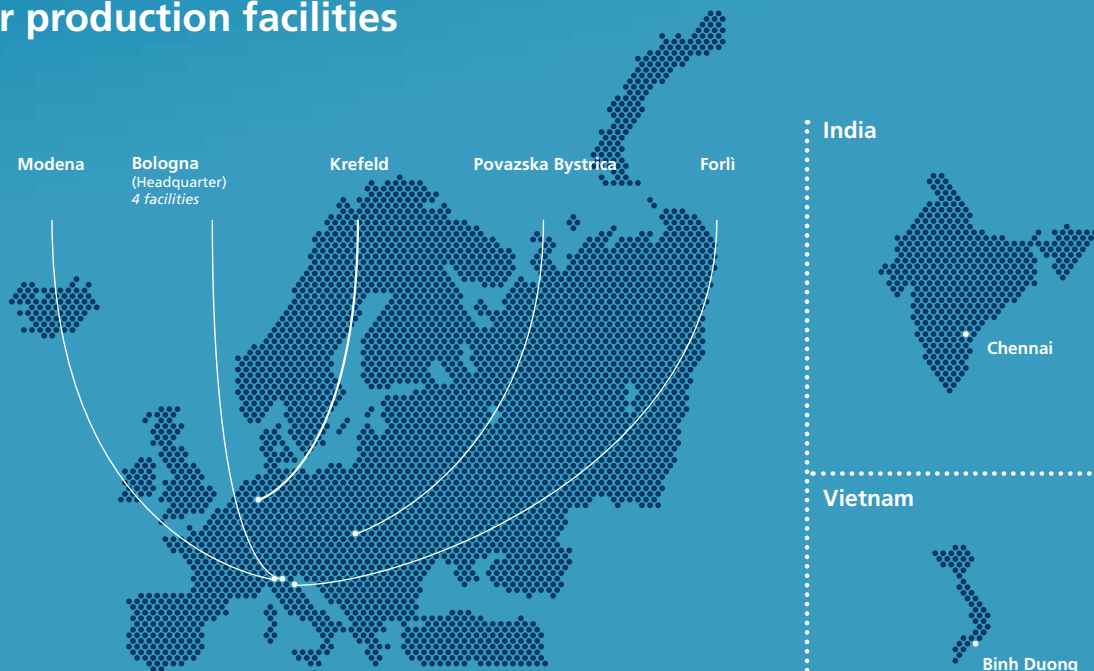 r production facilities
Modena
Bologna
(Headquarter)
4 facilities
Krefeld
Povazska Bystrica
Forlì
India
Chennai
Vietnam
Binh Duong